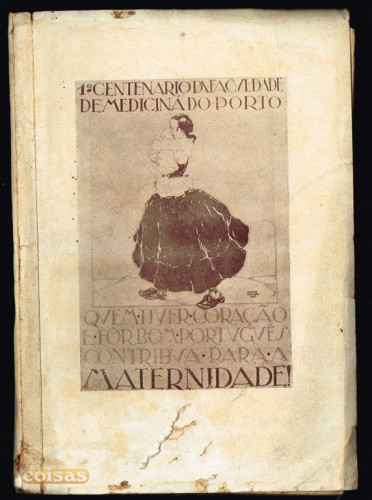 1º CENTENARIO DA FACULDADE
DE MEDICINA DO PORTO
QUEM·TIVER·CORAÇÃO
E·FÔR·BOM·PORTUGUÊS
CONTRIBUA·PARA·A
MATERNIDADE!
coisas